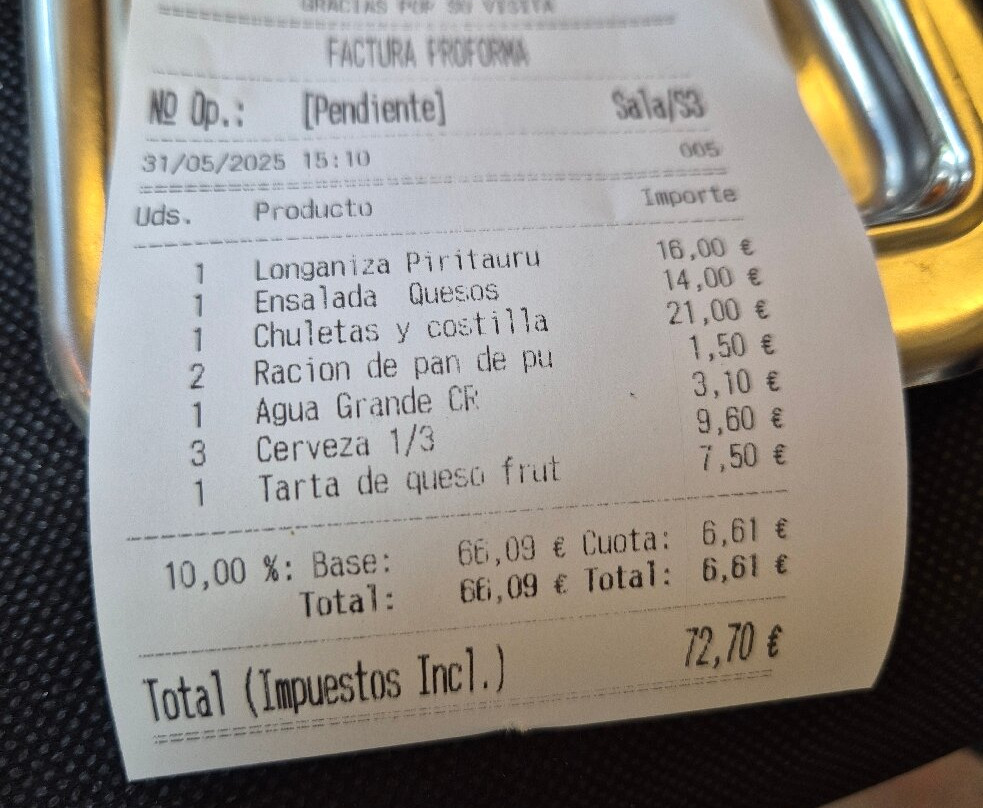 GRACIAS POR SU VISITA
FACTURA PROFORMA
Nº Op.: [Pendiente] Sala/S3
31/05/2025 15:10 005
Uds. Producto Importe
1 Longaniza Piritauru 16,00 €
1 Ensalada Quesos 14,00 €
1 Chuletas y costilla 21,00 €
2 Racion de pan de pu 1,50 €
1 Agua Grande CR 3,10 €
3 Cerveza 1/3 9,60 €
1 Tarta de queso frut 7,50 €
10,00 %: Base: 66,09 € Cuota: 6,61 €
Total: 66,09 € Total: 6,61 €
Total (Impuestos Incl.) 72,70 €